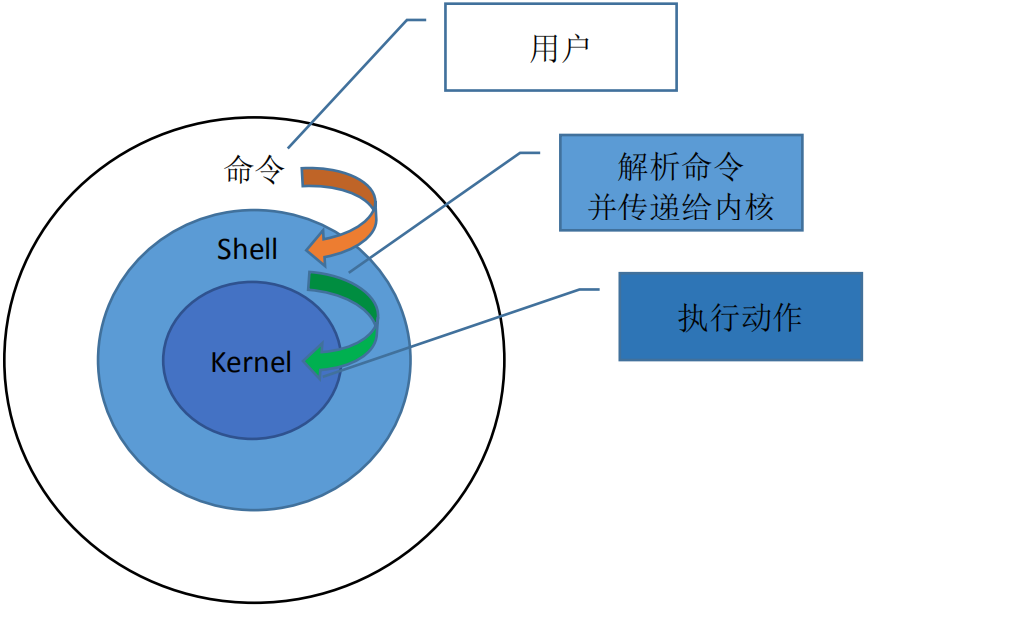 用户
命令
解析命令
并传递给内核
Shell
执行动作
Kernel